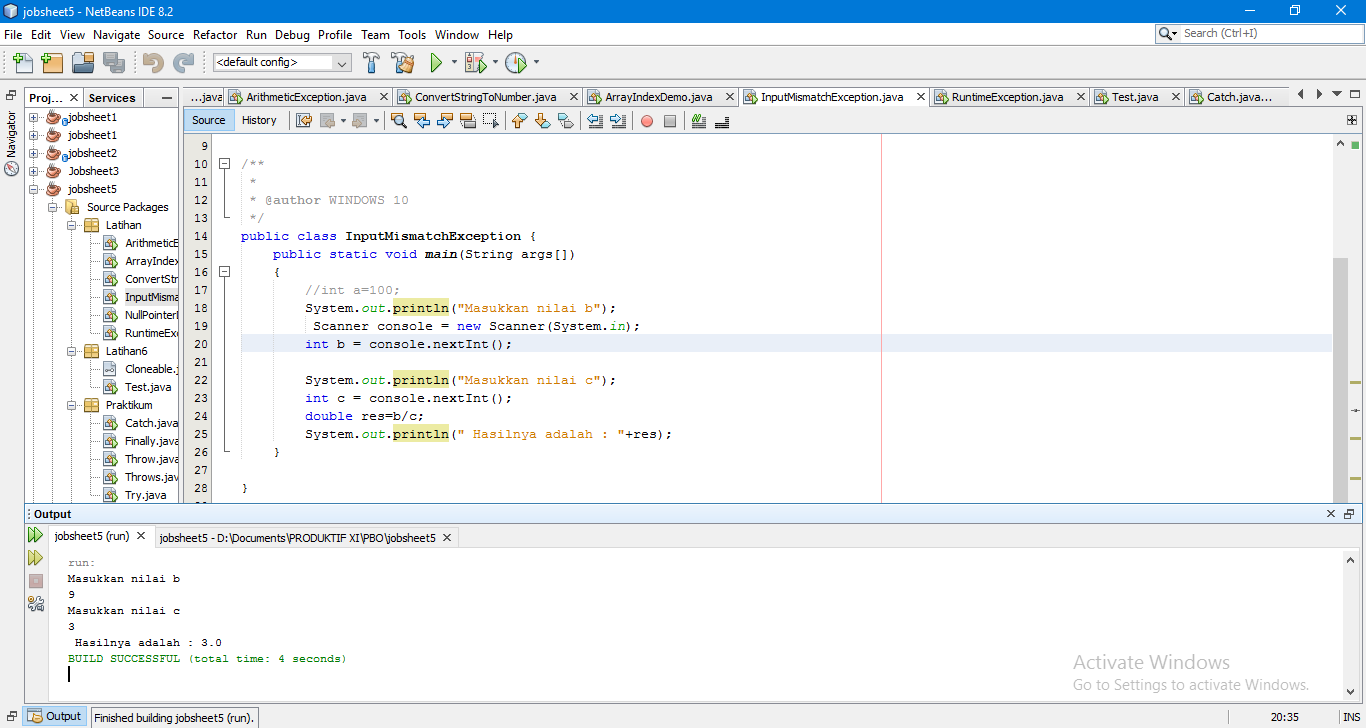 jobsheet5 - NetBeans IDE 8.2
File Edit View Navigate Source Refactor Run Debug Profile Team Tools Window Help
Search (Ctrl+I)
<default config>
Proj... Services
...java ArithmeticException.java ConvertStringToNumber.java ArrayIndexDemo.java InputMismatchException.java RuntimeException.java Test.java Catch.java...
Navigator
Source History
jobsheet1
jobsheet1
jobsheet2
Jobsheet3
jobsheet5
Source Packages
Latihan
ArithmeticE
ArrayIndex
ConvertStr
InputMisma
NullPointerI
RuntimeEx
Latihan6
Cloneable.
Test.java
Praktikum
Catch.java
Finally.java
Throw.java
Throws.jav
Try.java
9
10 /**
11 *
12 * @author WINDOWS 10
13 */
14 public class InputMismatchException {
15 public static void main(String args[])
16 {
17 //int a=100;
18 System.out.println("Masukkan nilai b");
19 Scanner console = new Scanner(System.in);
20 int b = console.nextInt();
21
22 System.out.println("Masukkan nilai c");
23 int c = console.nextInt();
24 double res=b/c;
25 System.out.println(" Hasilnya adalah : "+res);
26 }
27
28 }
Output
jobsheet5 (run) jobsheet5 - D:\Documents\PRODUKTIF XI\PBO\jobsheet5
run:
Masukkan nilai b
9
Masukkan nilai c
3
Hasilnya adalah : 3.0
BUILD SUCCESSFUL (total time: 4 seconds)
Activate Windows
Go to Settings to activate Windows.
Output Finished building jobsheet5 (run). 20:35 INS